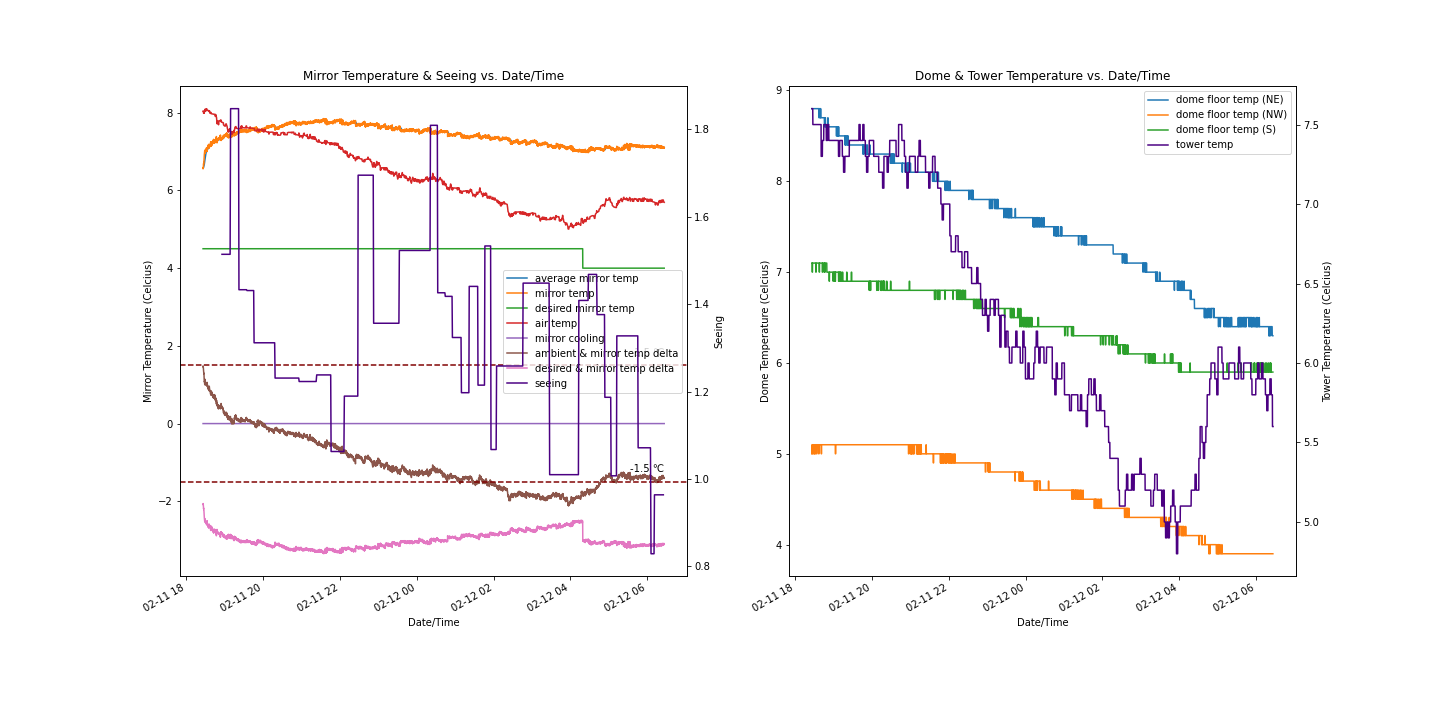 Mirror Temperature & Seeing vs. Date/Time
8
6
4
2
0
−2
Mirror Temperature (Celcius)
1.8
1.6
1.4
1.2
1.0
0.8
Seeing
average mirror temp
mirror temp
desired mirror temp
air temp
mirror cooling
ambient & mirror temp delta
desired & mirror temp delta
seeing
-1.5 °C
02-11 18
02-11 20
02-11 22
02-12 00
02-12 02
02-12 04
02-12 06
Date/Time
Dome & Tower Temperature vs. Date/Time
9
8
7
6
5
4
Dome Temperature (Celcius)
dome floor temp (NE)
dome floor temp (NW)
dome floor temp (S)
tower temp
7.5
7.0
6.5
6.0
5.5
5.0
Tower Temperature (Celcius)
02-11 18
02-11 20
02-11 22
02-12 00
02-12 02
02-12 04
02-12 06
Date/Time